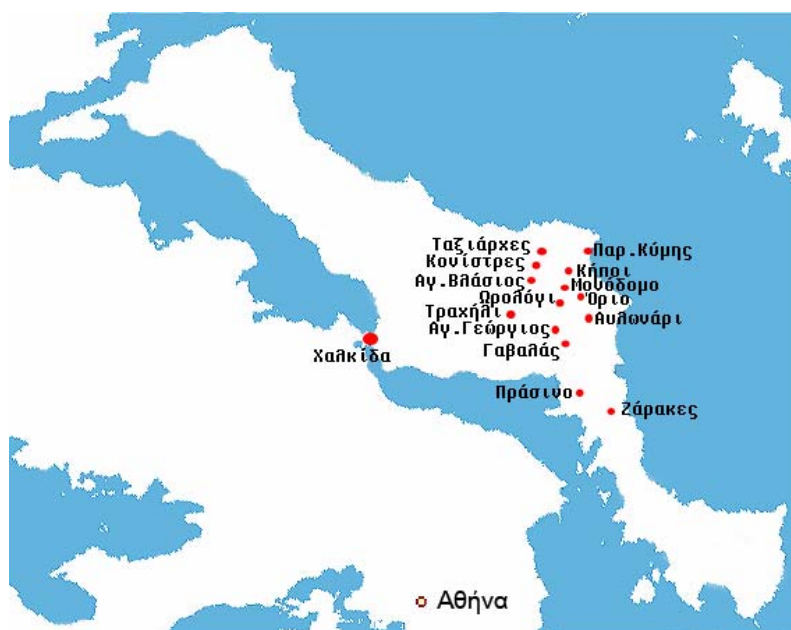 Ταξιάρχες
Παρ.Κύμης
Κονίστρες
Κήποι
Αγ.Βλάσιος
Μονόδομο
Ωρολόγι
Όριο
Τραχήλι
Αυλωνάρι
Αγ.Γεώργιος
Γαβαλάς
Χαλκίδα
Πράσινο
Ζάρακες
Αθήνα